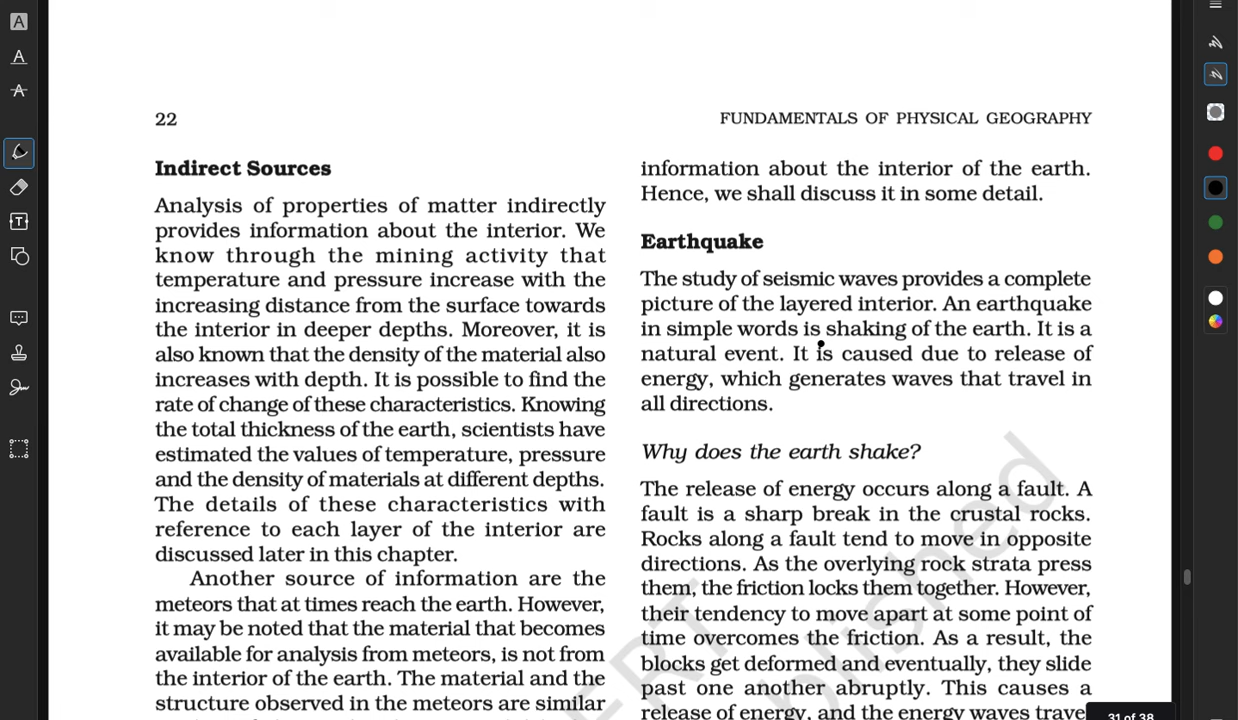 22
FUNDAMENTALS OF PHYSICAL GEOGRAPHY
Indirect Sources
Analysis of properties of matter indirectly
provides information about the interior. We
know through the mining activity that
temperature and pressure increase with the
increasing distance from the surface towards
the interior in deeper depths. Moreover, it is
also known that the density of the material also
increases with depth. It is possible to find the
rate of change of these characteristics. Knowing
the total thickness of the earth, scientists have
estimated the values of temperature, pressure
and the density of materials at different depths.
The details of these characteristics with
reference to each layer of the interior are
discussed later in this chapter.
Another source of information are the
meteors that at times reach the earth. However,
it may be noted that the material that becomes
available for analysis from meteors, is not from
the interior of the earth. The material and the
structure observed in the meteors are similar
information about the interior of the earth.
Hence, we shall discuss it in some detail.
Earthquake
The study of seismic waves provides a complete
picture of the layered interior. An earthquake
in simple words is shaking of the earth. It is a
natural event. It is caused due to release of
energy, which generates waves that travel in
all directions.
Why does the earth shake?
The release of energy occurs along a fault. A
fault is a sharp break in the crustal rocks.
Rocks along a fault tend to move in opposite
directions. As the overlying rock strata press
them, the friction locks them together. However,
their tendency to move apart at some point of
time overcomes the friction. As a result, the
blocks get deformed and eventually, they slide
past one another abruptly. This causes a
release of energy, and the energy waves trave
31 of 38